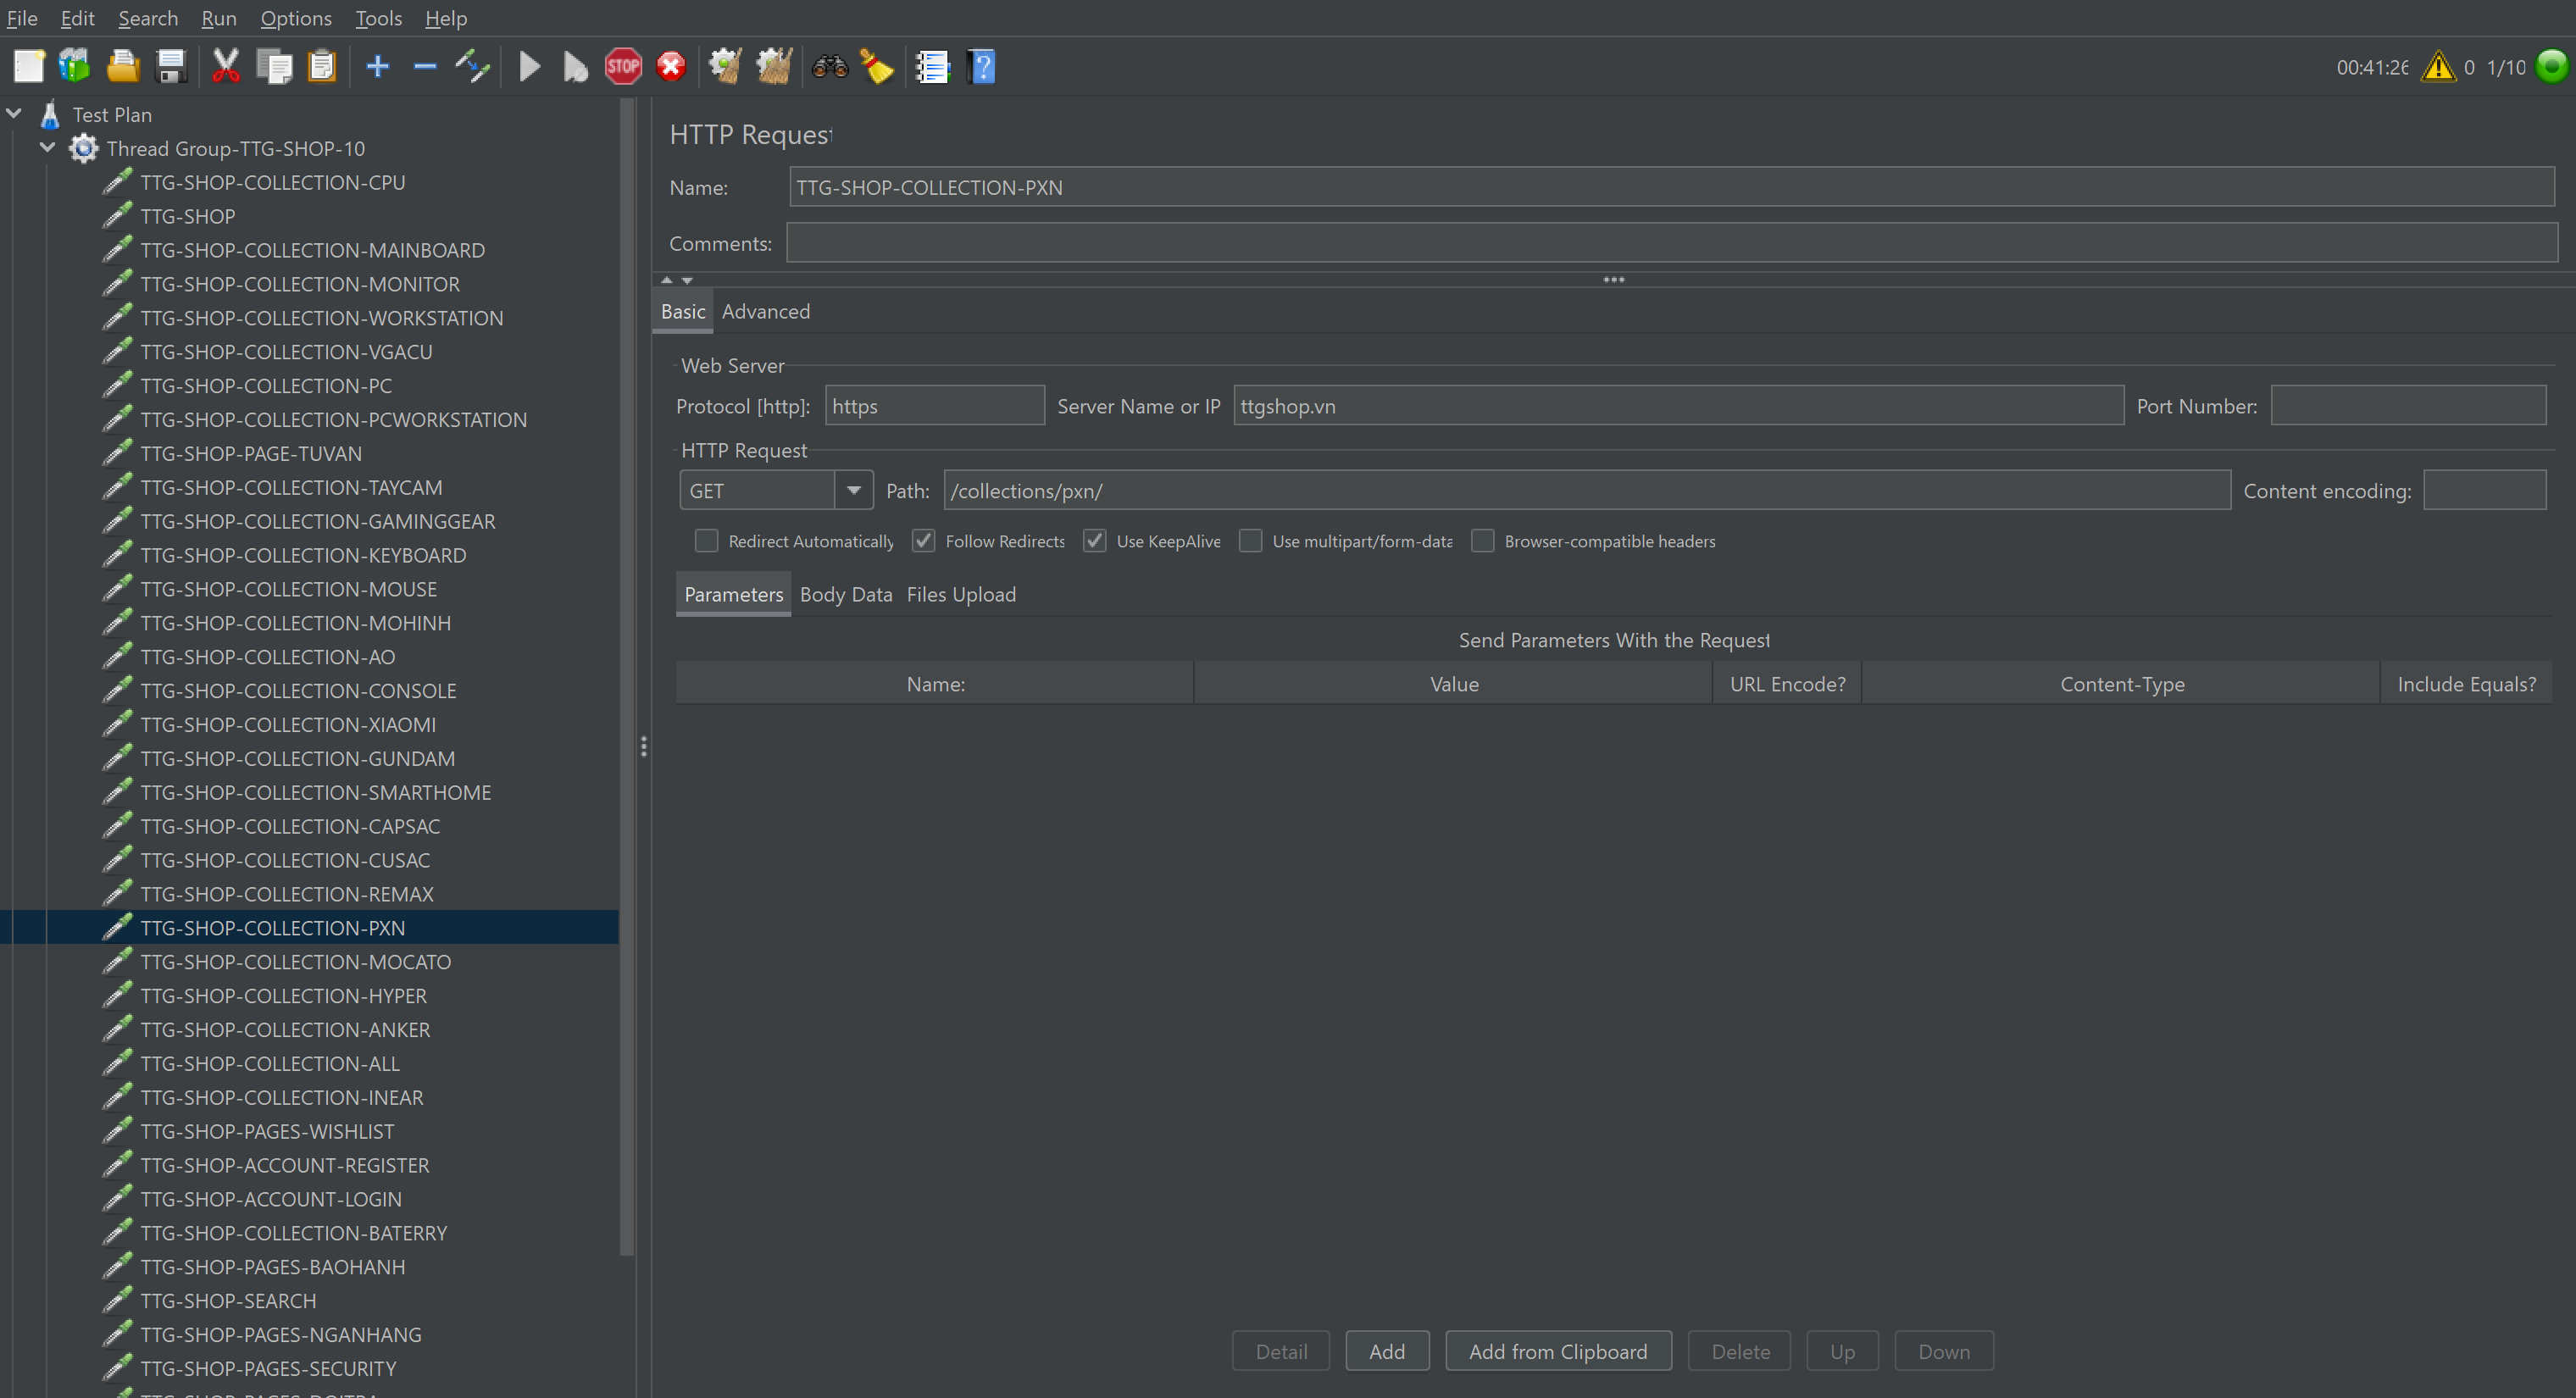 File Edit Search Run Options Tools Help
STOP
00:41:26 0 1/10
Test Plan
Thread Group-TTG-SHOP-10
TTG-SHOP-COLLECTION-CPU
TTG-SHOP
TTG-SHOP-COLLECTION-MAINBOARD
TTG-SHOP-COLLECTION-MONITOR
TTG-SHOP-COLLECTION-WORKSTATION
TTG-SHOP-COLLECTION-VGACU
TTG-SHOP-COLLECTION-PC
TTG-SHOP-COLLECTION-PCWORKSTATION
TTG-SHOP-PAGE-TUVAN
TTG-SHOP-COLLECTION-TAYCAM
TTG-SHOP-COLLECTION-GAMINGGEAR
TTG-SHOP-COLLECTION-KEYBOARD
TTG-SHOP-COLLECTION-MOUSE
TTG-SHOP-COLLECTION-MOHINH
TTG-SHOP-COLLECTION-AO
TTG-SHOP-COLLECTION-CONSOLE
TTG-SHOP-COLLECTION-XIAOMI
TTG-SHOP-COLLECTION-GUNDAM
TTG-SHOP-COLLECTION-SMARTHOME
TTG-SHOP-COLLECTION-CAPSAC
TTG-SHOP-COLLECTION-CUSAC
TTG-SHOP-COLLECTION-REMAX
TTG-SHOP-COLLECTION-PXN
TTG-SHOP-COLLECTION-MOCATO
TTG-SHOP-COLLECTION-HYPER
TTG-SHOP-COLLECTION-ANKER
TTG-SHOP-COLLECTION-ALL
TTG-SHOP-COLLECTION-INEAR
TTG-SHOP-PAGES-WISHLIST
TTG-SHOP-ACCOUNT-REGISTER
TTG-SHOP-ACCOUNT-LOGIN
TTG-SHOP-COLLECTION-BATERRY
TTG-SHOP-PAGES-BAOHANH
TTG-SHOP-SEARCH
TTG-SHOP-PAGES-NGANHANG
TTG-SHOP-PAGES-SECURITY
HTTP Request
Name: TTG-SHOP-COLLECTION-PXN
Comments:
Basic Advanced
Web Server
Protocol [http]: https Server Name or IP ttgshop.vn Port Number:
HTTP Request
GET Path: /collections/pxn/ Content encoding:
Redirect Automatically Follow Redirects Use KeepAlive Use multipart/form-data Browser-compatible headers
Parameters Body Data Files Upload
Send Parameters With the Request
Name: Value URL Encode? Content-Type Include Equals?
Detail Add Add from Clipboard Delete Up Down